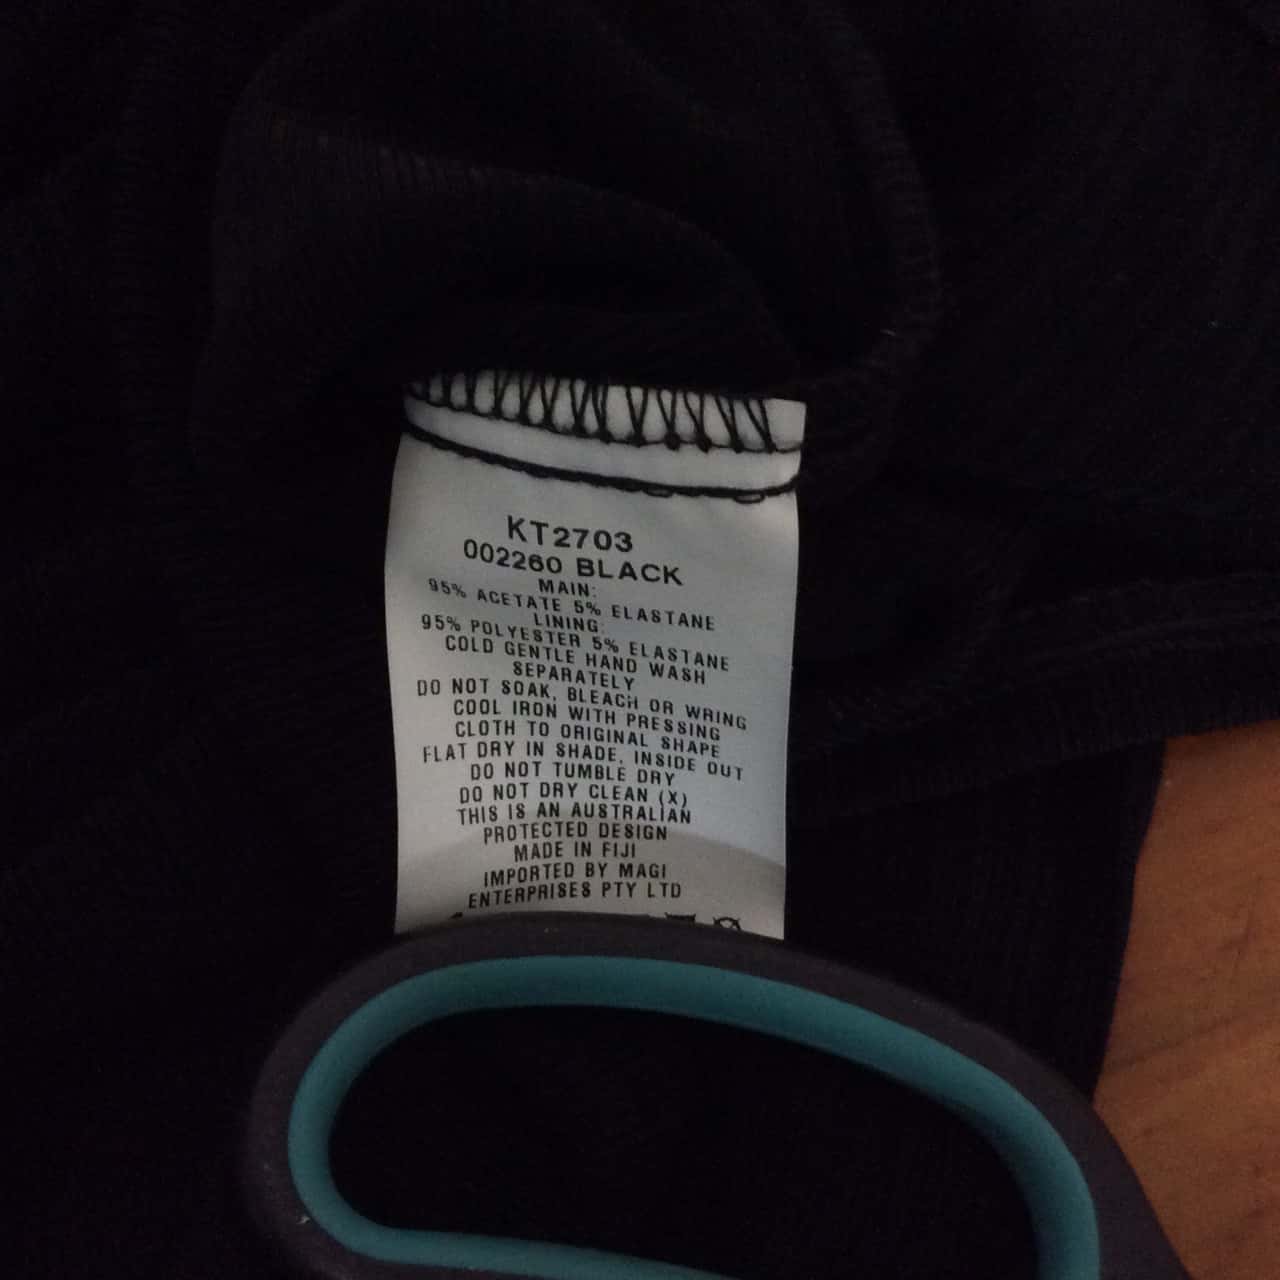 KT2703
002260 BLACK
MAIN:
95% ACETATE 5% ELASTANE
LINING:
95% POLYESTER 5% ELASTANE
COLD GENTLE HAND WASH
SEPARATELY
DO NOT SOAK, BLEACH OR WRING
COOL IRON WITH PRESSING
CLOTH TO ORIGINAL SHAPE
FLAT DRY IN SHADE, INSIDE OUT
DO NOT TUMBLE DRY
DO NOT DRY CLEAN (X)
THIS IS AN AUSTRALIAN
PROTECTED DESIGN
MADE IN FIJI
IMPORTED BY MAGI
ENTERPRISES PTY LTD